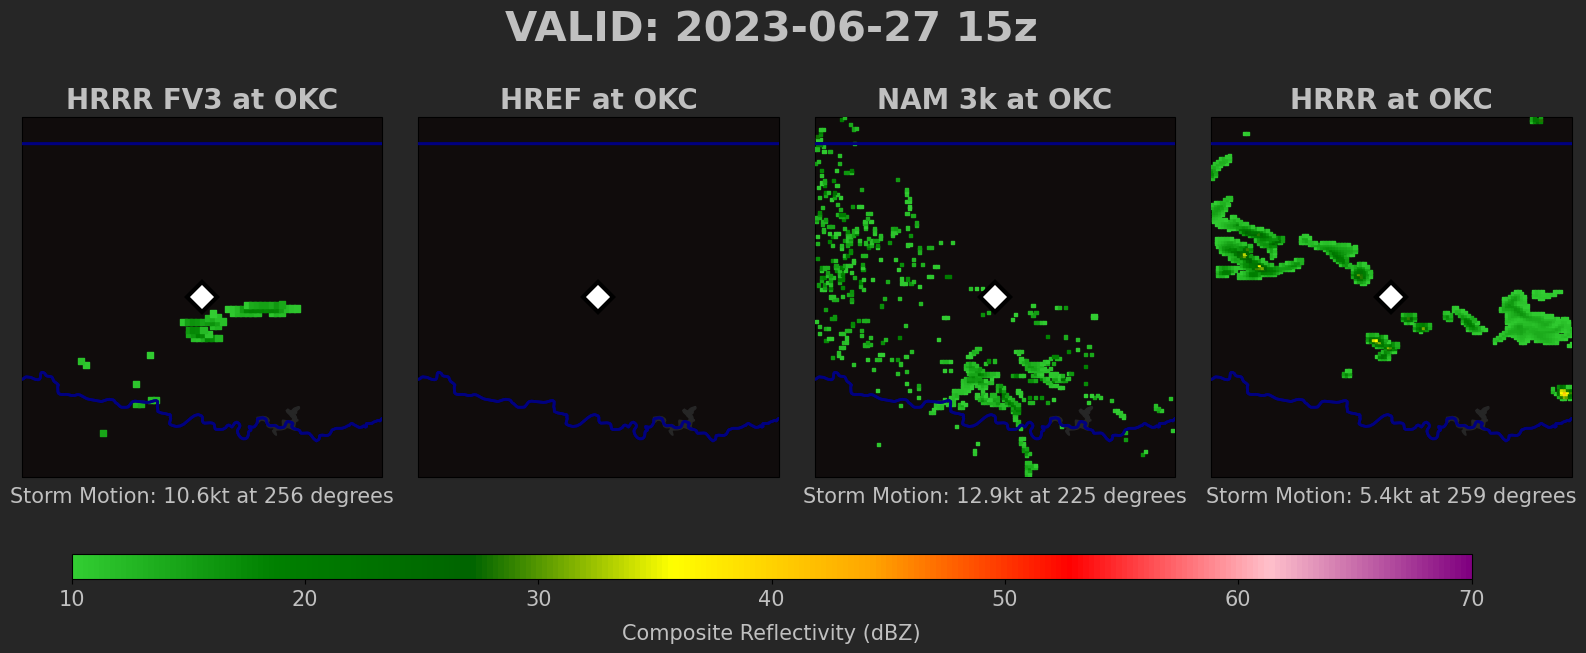 VALID: 2023-06-27 15z
HRRR FV3 at OKC
HREF at OKC
NAM 3k at OKC
HRRR at OKC
Storm Motion: 10.6kt at 256 degrees
Storm Motion: 12.9kt at 225 degrees
Storm Motion: 5.4kt at 259 degrees
10 20 30 40 50 60 70
Composite Reflectivity (dBZ)